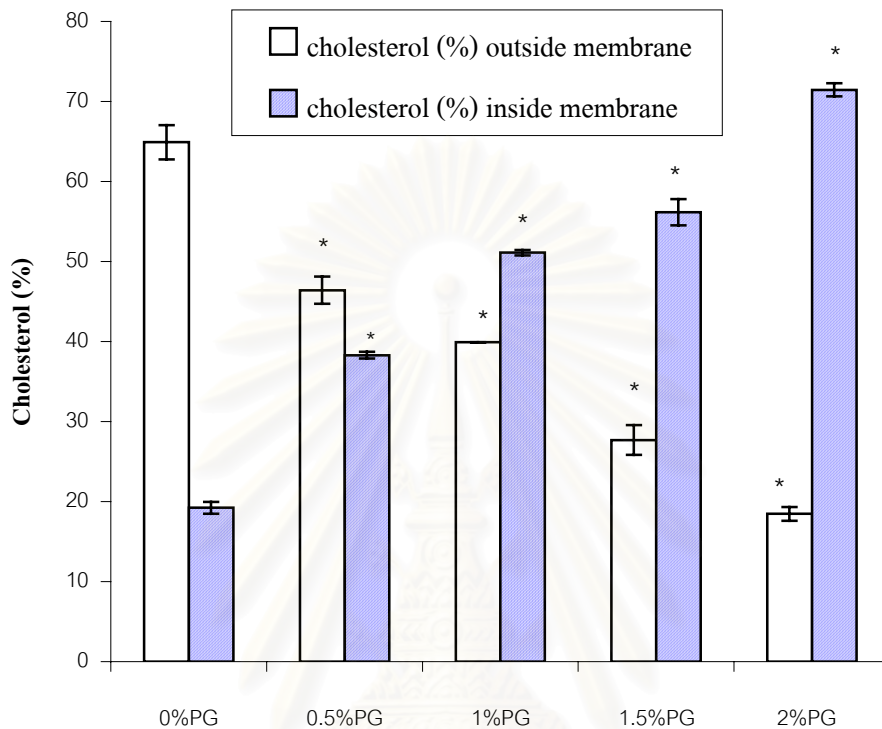 80
70
60
50
40
30
20
10
0
Cholesterol (%)
cholesterol (%) outside membrane
cholesterol (%) inside membrane
*
*
*
*
*
*
*
*
0%PG
0.5%PG
1%PG
1.5%PG
2%PG